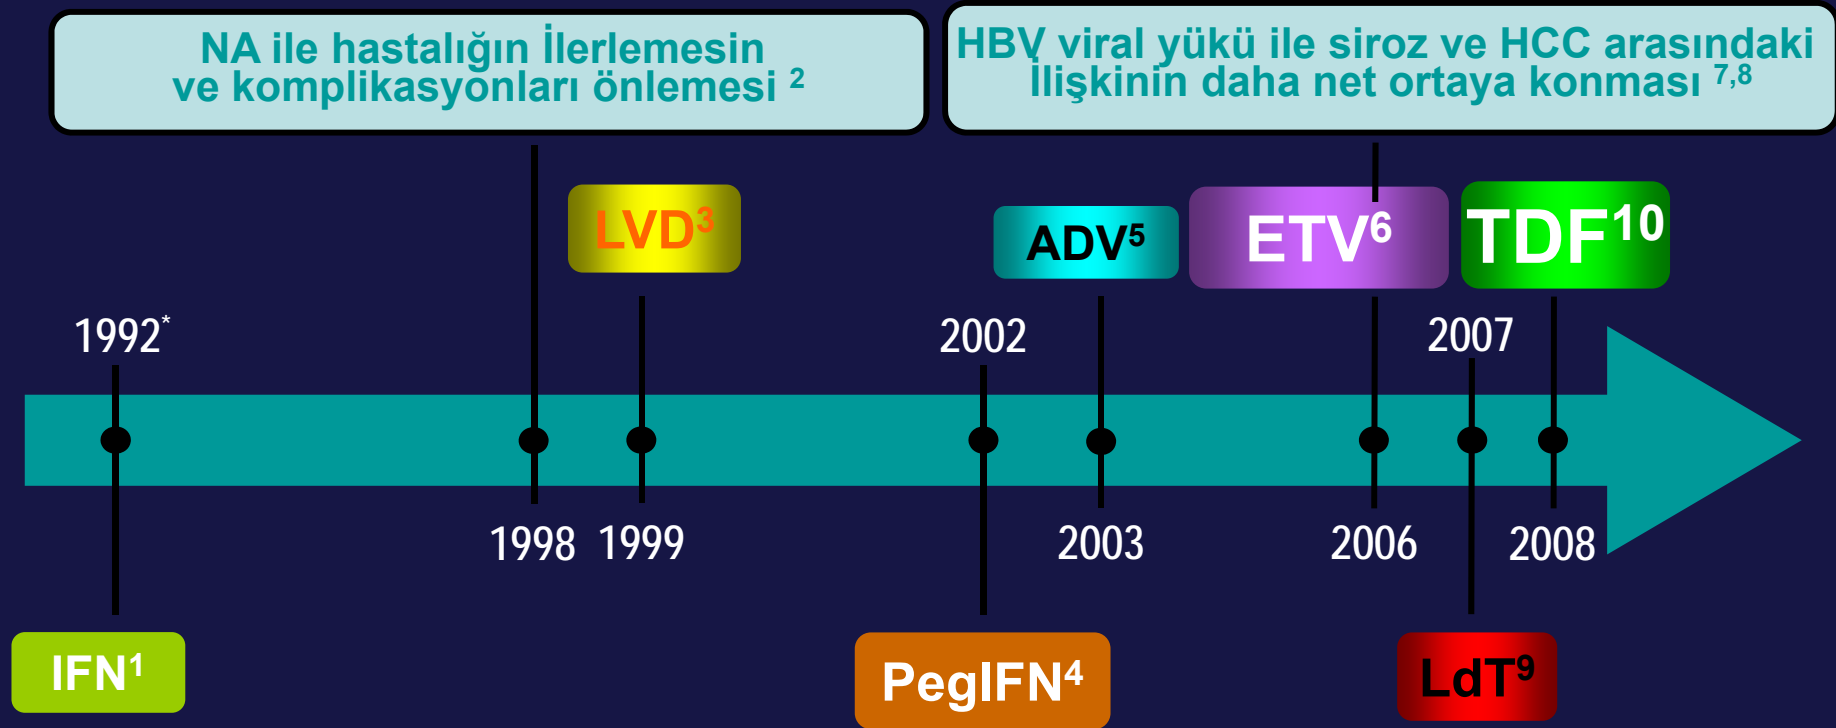 NA ile hastalığın İlerlemesin
ve komplikasyonları önlemesi ²
HBV viral yükü ile siroz ve HCC arasındaki
İlişkinin daha net ortaya konması ⁷,⁸
LVD³
ADV⁵
ETV⁶
TDF¹⁰
1992*
2002
2007
1998
1999
2003
2006
2008
IFN¹
PegIFN⁴
LdT⁹